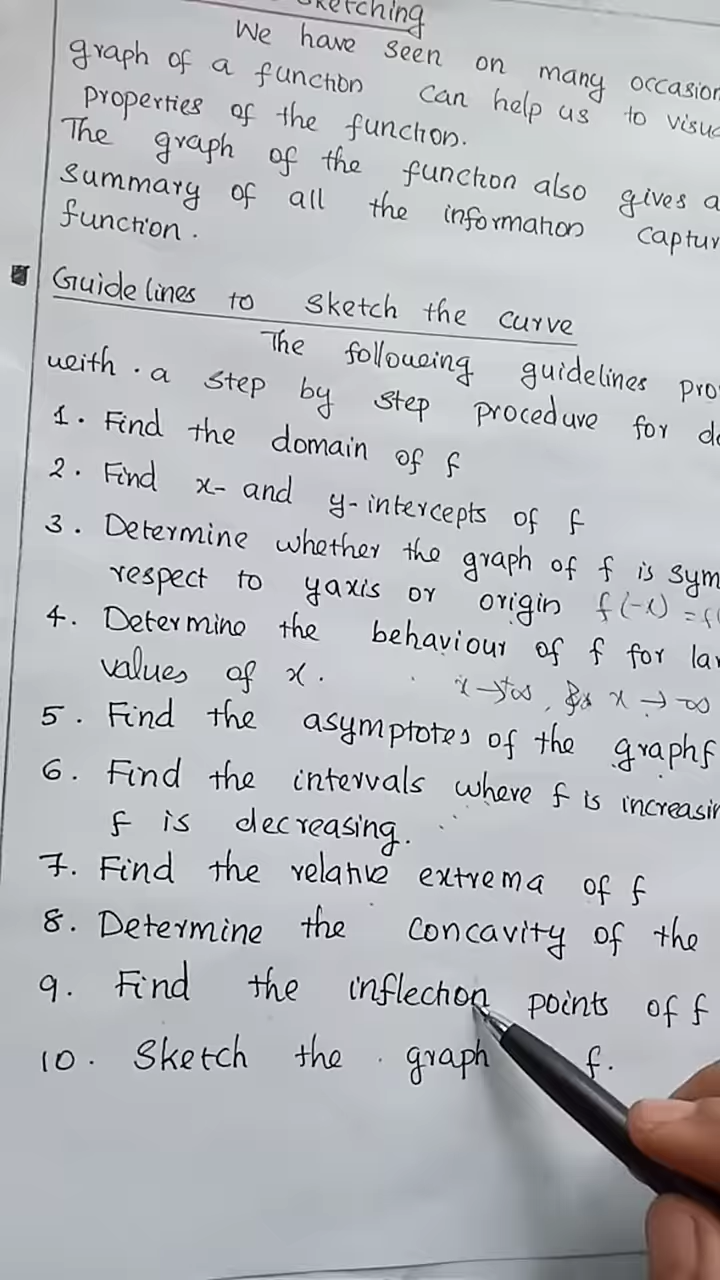 Sketching
We have seen on many occasion
graph of a function can help us to visua
properties of the function.
The graph of the function also gives a
summary of all the information captur
function.
Guidelines to sketch the curve
The following guidelines pro
with a step by step procedure for
1. Find the domain of f
2. Find x- and y-intercepts of f
3. Determine whether the graph of f is sym
respect to yaxis or origin f(-x) = f(
4. Determine the behaviour of f for lar
values of x. x→+∞, & x→-∞
5. Find the asymptotes of the graph f
6. Find the intervals where f is increasin
f is decreasing.
7. Find the relative extrema of f
8. Determine the concavity of the
9. Find the inflection points of f
10. Sketch the graph f.